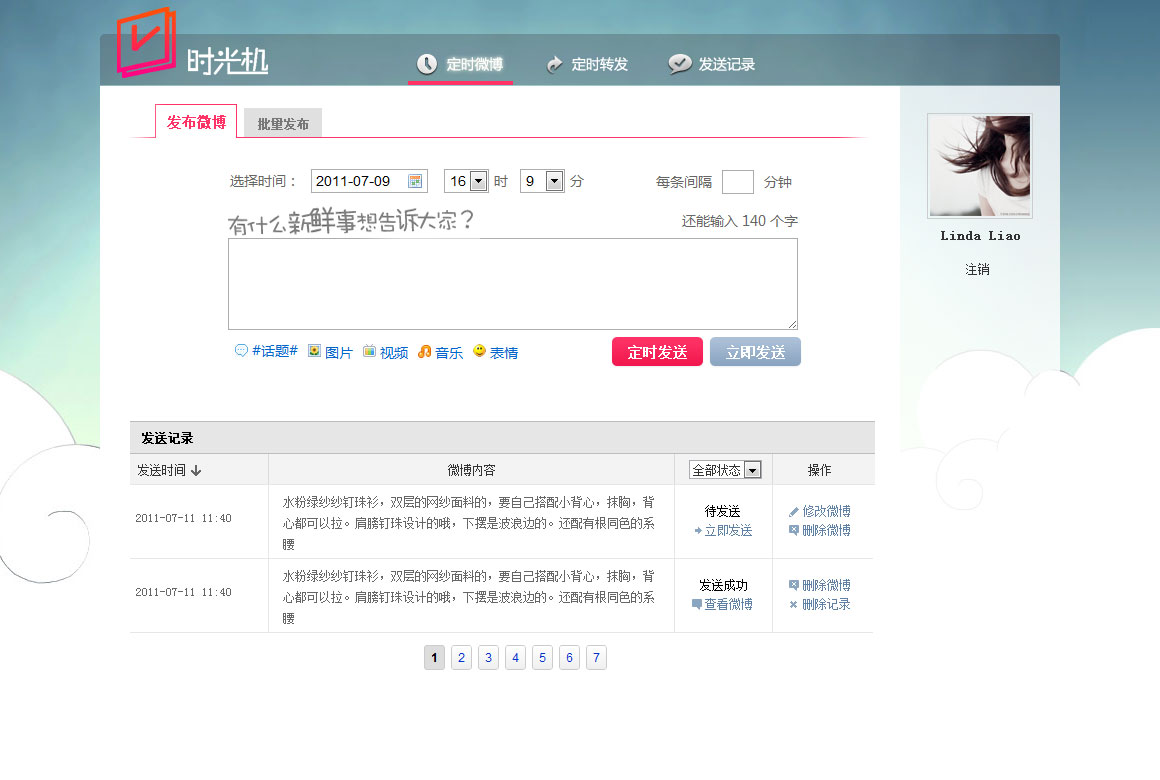 时光机
定时微博 定时转发 发送记录
发布微博 批量发布
选择时间： 2011-07-09 16 时 9 分 每条间隔 分钟
有什么新鲜事想告诉大家？ 还能输入 140 个字
#话题# 图片 视频 音乐 表情 定时发送 立即发送
Linda Liao
注销
发送记录
发送时间 微博内容 全部状态 操作
2011-07-11 11:40
水粉绿纱纱钉珠衫，双层的网纱面料的，要自己搭配小背心，抹胸，背
心都可以拉。肩膀钉珠设计的哦，下摆是波浪边的。还配有根同色的系
腰
待发送
立即发送
修改微博
删除微博
2011-07-11 11:40
水粉绿纱纱钉珠衫，双层的网纱面料的，要自己搭配小背心，抹胸，背
心都可以拉。肩膀钉珠设计的哦，下摆是波浪边的。还配有根同色的系
腰
发送成功
查看微博
删除微博
删除记录
1 2 3 4 5 6 7